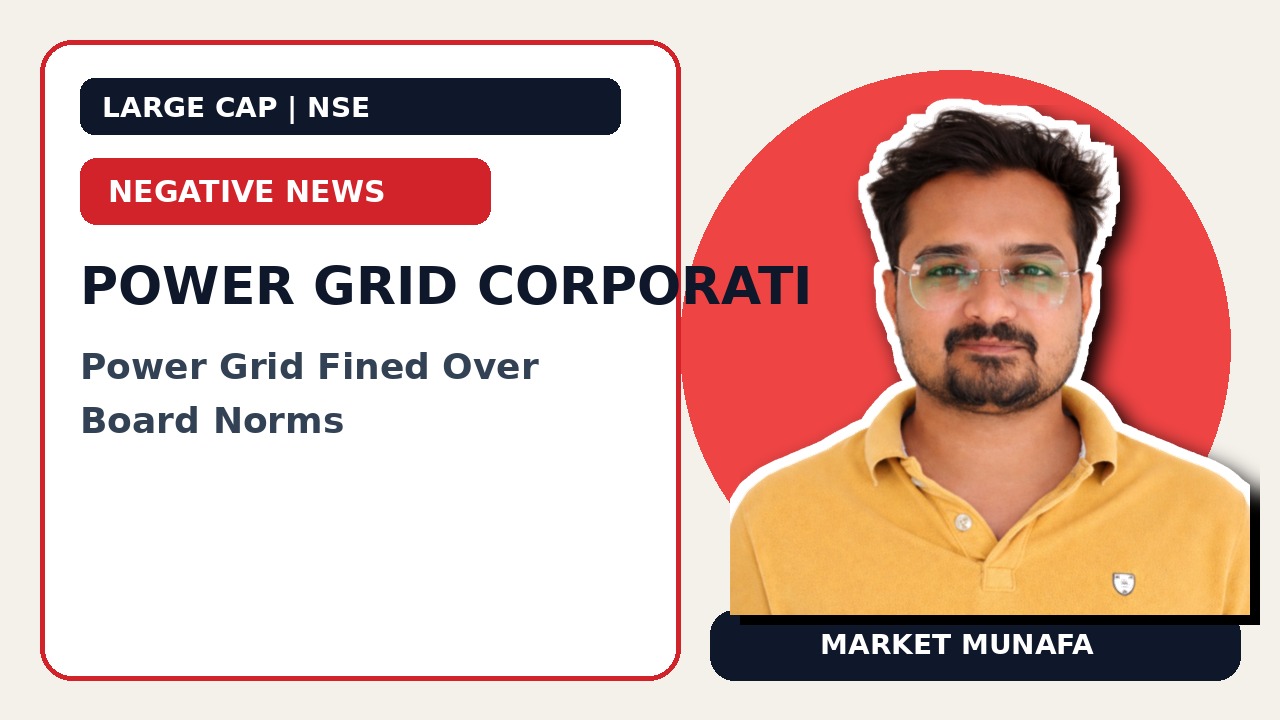 LARGE CAP | NSE
NEGATIVE NEWS
POWER GRID CORPORATI
Power Grid Fined Over
Board Norms
MARKET MUNAFA